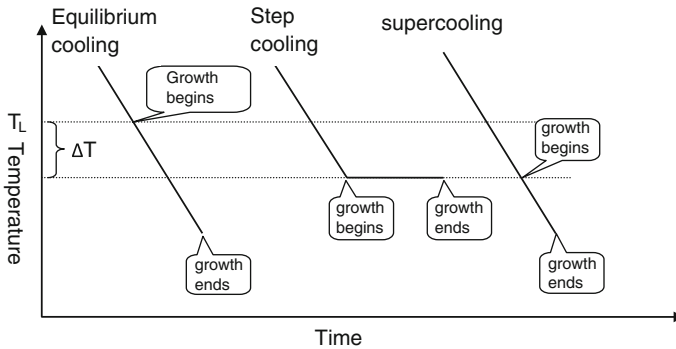 Equilibrium
cooling
Step
cooling
supercooling
Growth
begins
T_L
ΔT
Temperature
growth
begins
growth
begins
growth
ends
growth
ends
growth
ends
Time